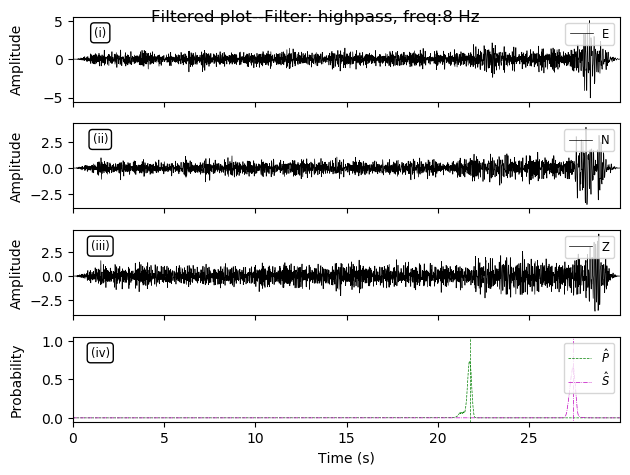 Filtered plot--Filter: highpass, freq:8 Hz
Amplitude
5
0
−5
(i)
E
Amplitude
2.5
0.0
−2.5
(ii)
N
Amplitude
2.5
0.0
−2.5
(iii)
Z
Probability
1.0
0.5
0.0
(iv)
P̂
Ŝ
0 5 10 15 20 25
Time (s)